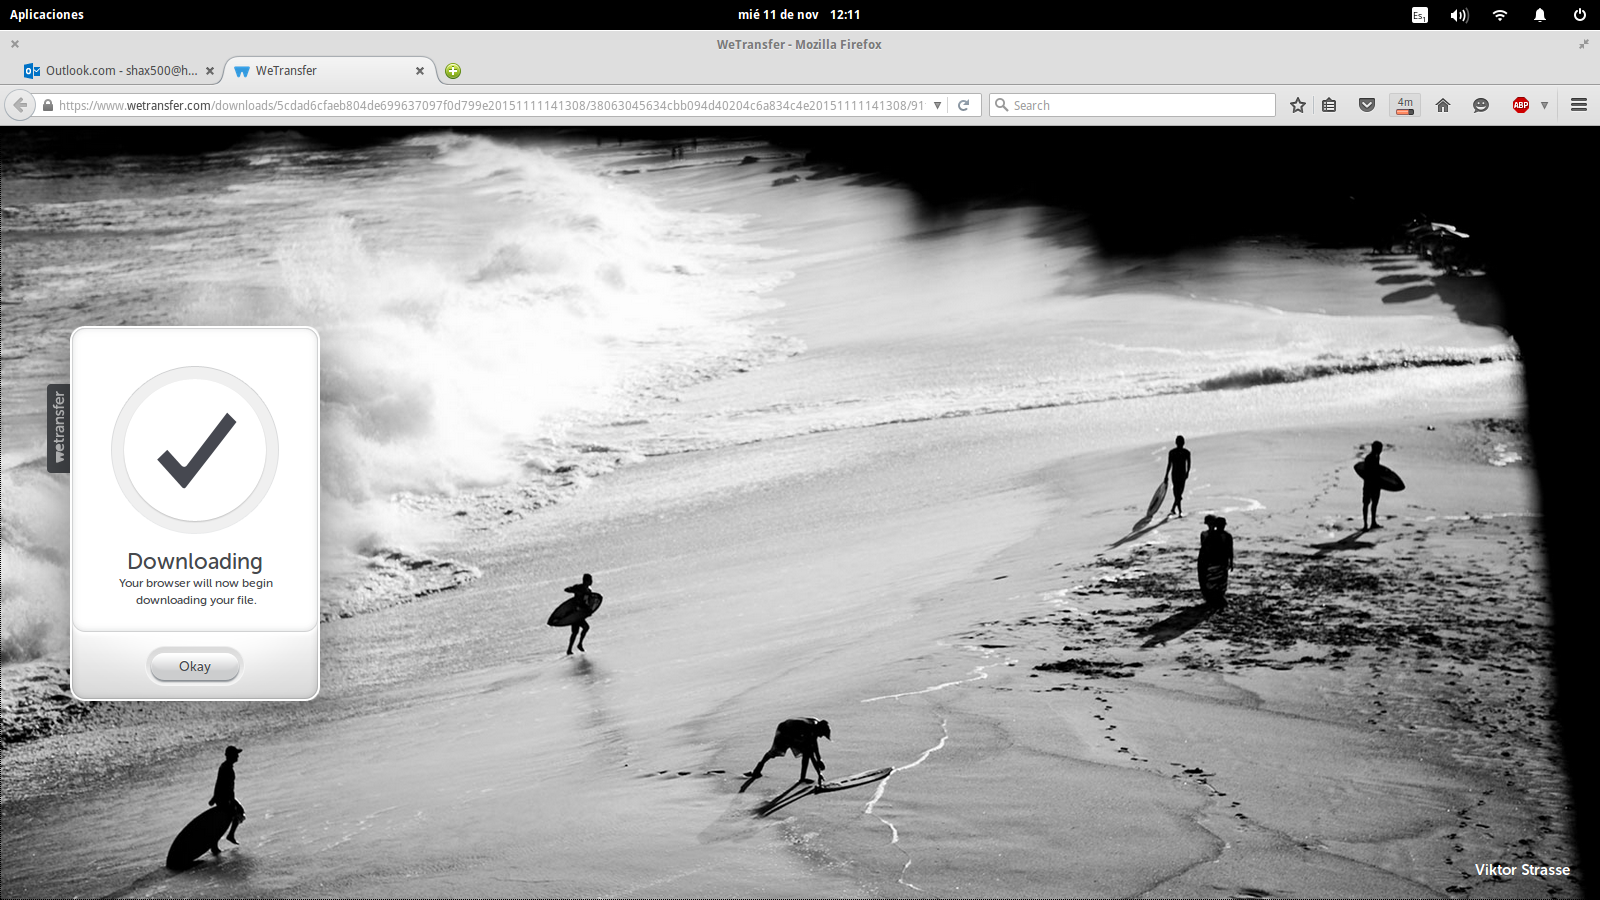 Aplicaciones
mié 11 de nov 12:11
Es1
WeTransfer - Mozilla Firefox
Outlook.com - shax500@h...
WeTransfer
https://www.wetransfer.com/downloads/5cdad6cfaeb804de699637097f0d799e20151111141308/38063045634cbb094d40204c6a834c4e20151111141308/91
Search
4m
ABP
wetransfer
Downloading
Your browser will now begin
downloading your file.
Okay
Viktor Strasse